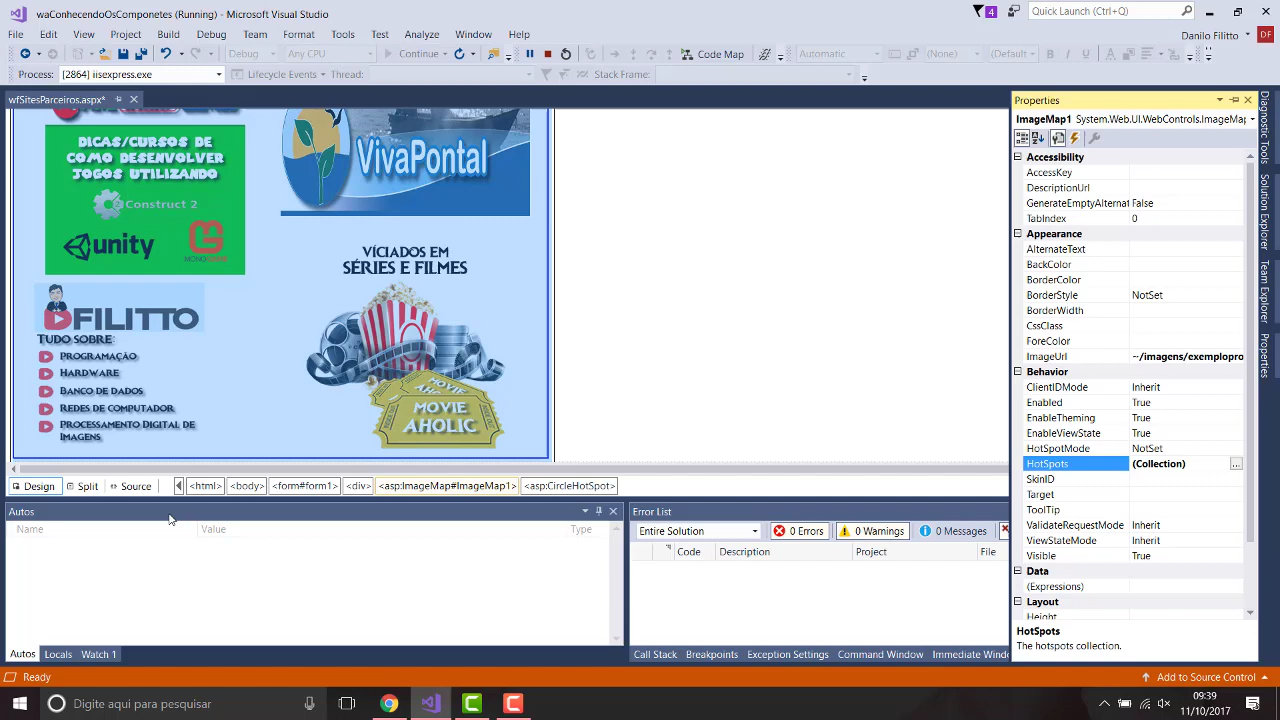 waConhecendoOsComponetes (Running) - Microsoft Visual Studio
4
Quick Launch (Ctrl+Q)
File Edit View Project Build Debug Team Format Tools Test Analyze Window Help
Danilo Filitto DF
Debug Any CPU Continue Code Map Automatic (None) (Default) B I U
Process: [2864] iisexpress.exe Lifecycle Events Thread: Stack Frame:
wfSitesParceiros.aspx*
DICAS/CURSOS DE
COMO DESENVOLVER
JOGOS UTILIZANDO
Construct 2
unity
MONOGAME
VivaPontal
VÍCIADOS EM
SÉRIES E FILMES
DFILITTO
TUDO SOBRE:
PROGRAMAÇÃO
HARDWARE
BANCO DE DADOS
REDES DE COMPUTADOR
PROCESSAMENTO DIGITAL DE
IMAGENS
MOVIE
AHOLIC
MOVIE
AHOLIC
Design Split Source <html> <body> <form#form1> <div> <asp:ImageMap#ImageMap1> <asp:CircleHotSpot>
Autos
Name Value Type
Autos Locals Watch 1
Error List
Entire Solution 0 Errors 0 Warnings 0 Messages
Code Description Project File
Call Stack Breakpoints Exception Settings Command Window Immediate Windo
Properties
ImageMap1 System.Web.UI.WebControls.ImageMap
Accessibility
AccessKey
DescriptionUrl
GenerateEmptyAlternat False
TabIndex 0
Appearance
AlternateText
BackColor
BorderColor
BorderStyle NotSet
BorderWidth
CssClass
ForeColor
ImageUrl ~/imagens/exemplopro
Behavior
ClientIDMode Inherit
Enabled True
EnableTheming True
EnableViewState True
HotSpotMode NotSet
HotSpots (Collection) ...
SkinID
Target
ToolTip
ValidateRequestMode Inherit
ViewStateMode Inherit
Visible True
Data
(Expressions)
Layout
Height
HotSpots
The hotspots collection.
Diagnostic Tools
Solution Explorer
Team Explorer
Properties
Ready
Add to Source Control
Digite aqui para pesquisar
09:39
11/10/2017